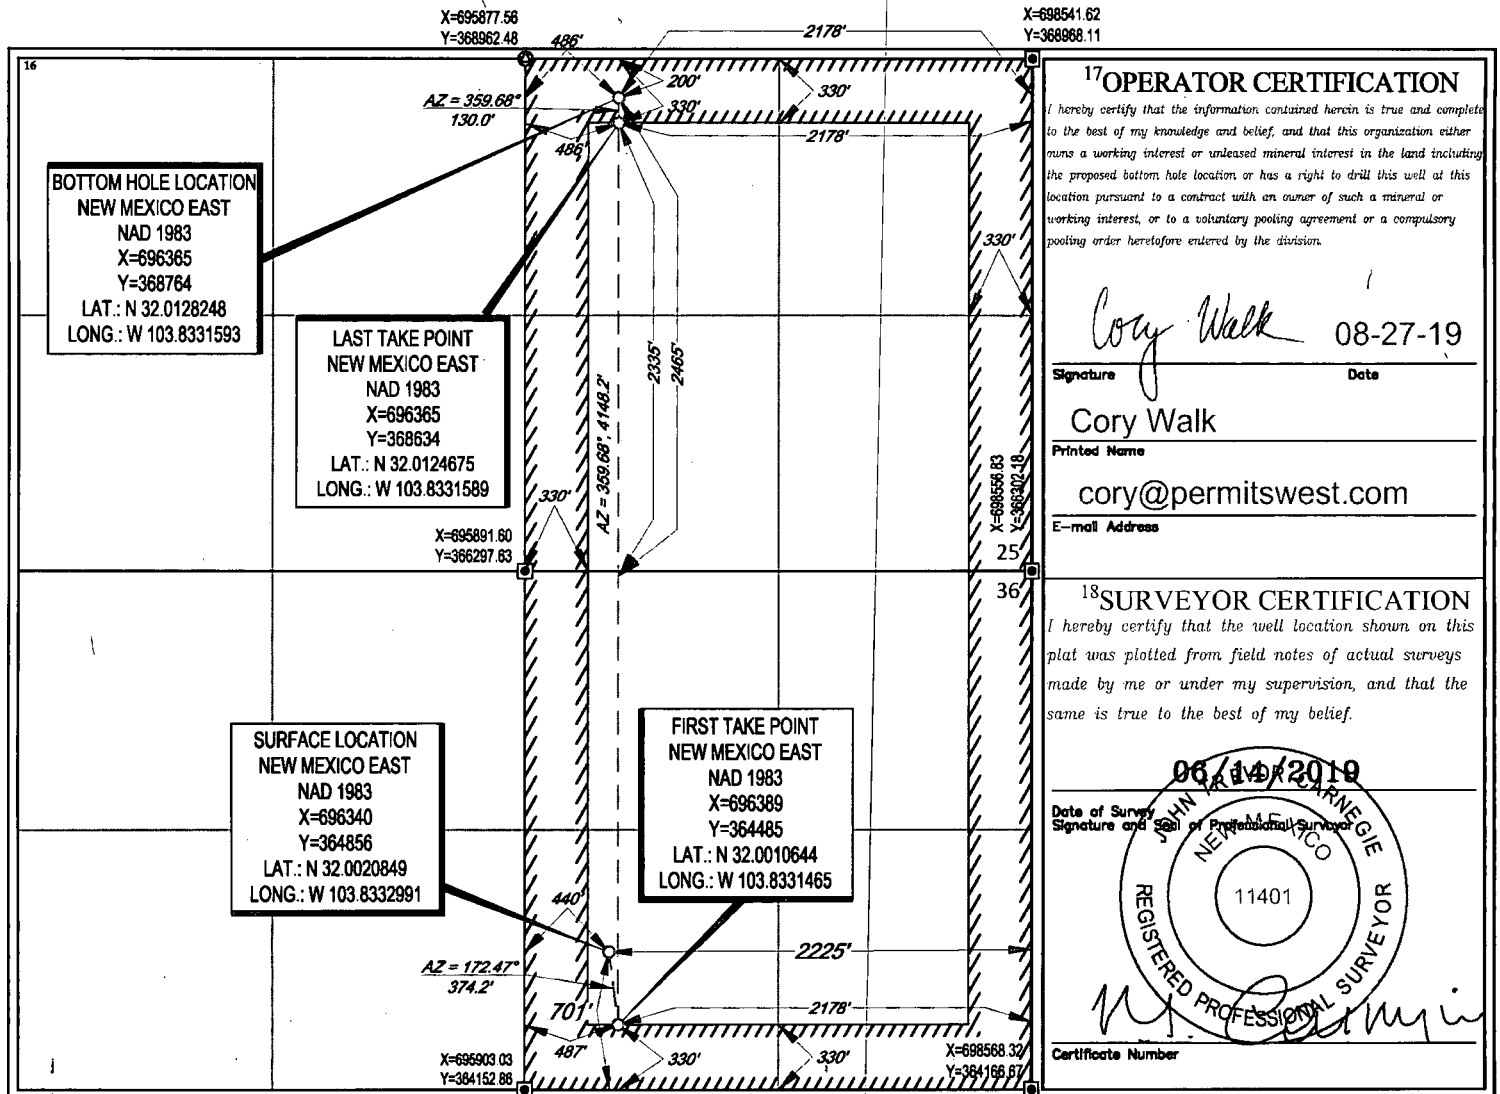 X=695877.56
Y=368962.48
X=698541.62
Y=368968.11
16
486'
2178'
200'
330'
330'
AZ = 359.68°
130.0'
486'
2178'
BOTTOM HOLE LOCATION
NEW MEXICO EAST
NAD 1983
X=696365
Y=368764
LAT.: N 32.0128248
LONG.: W 103.8331593
LAST TAKE POINT
NEW MEXICO EAST
NAD 1983
X=696365
Y=368634
LAT.: N 32.0124675
LONG.: W 103.8331589
330'
2335'
2465'
AZ = 359.68°, 4148.2'
330'
X=695891.60
Y=366297.63
X=698556.83
Y=366302.18
25
36
SURFACE LOCATION
NEW MEXICO EAST
NAD 1983
X=696340
Y=364856
LAT.: N 32.0020849
LONG.: W 103.8332991
FIRST TAKE POINT
NEW MEXICO EAST
NAD 1983
X=696389
Y=364485
LAT.: N 32.0010644
LONG.: W 103.8331465
440'
2225'
AZ = 172.47°
374.2'
701'
2178'
487'
330'
330'
X=695903.03
Y=364152.86
X=698568.32
Y=364166.67
17 OPERATOR CERTIFICATION
I hereby certify that the information contained herein is true and complete
to the best of my knowledge and belief, and that this organization either
owns a working interest or unleased mineral interest in the land including
the proposed bottom hole location or has a right to drill this well at this
location pursuant to a contract with an owner of such a mineral or
working interest, or to a voluntary pooling agreement or a compulsory
pooling order heretofore entered by the division.
Cory Walk 08-27-19
Signature Date
Cory Walk
Printed Name
cory@permitswest.com
E-mail Address
18 SURVEYOR CERTIFICATION
I hereby certify that the well location shown on this
plat was plotted from field notes of actual surveys
made by me or under my supervision, and that the
same is true to the best of my belief.
06/14/2019
Date of Survey
Signature and Seal of Professional Surveyor
JOHN TREVOR CARNEGIE
NEW MEXICO
11401
REGISTERED PROFESSIONAL SURVEYOR
Certificate Number